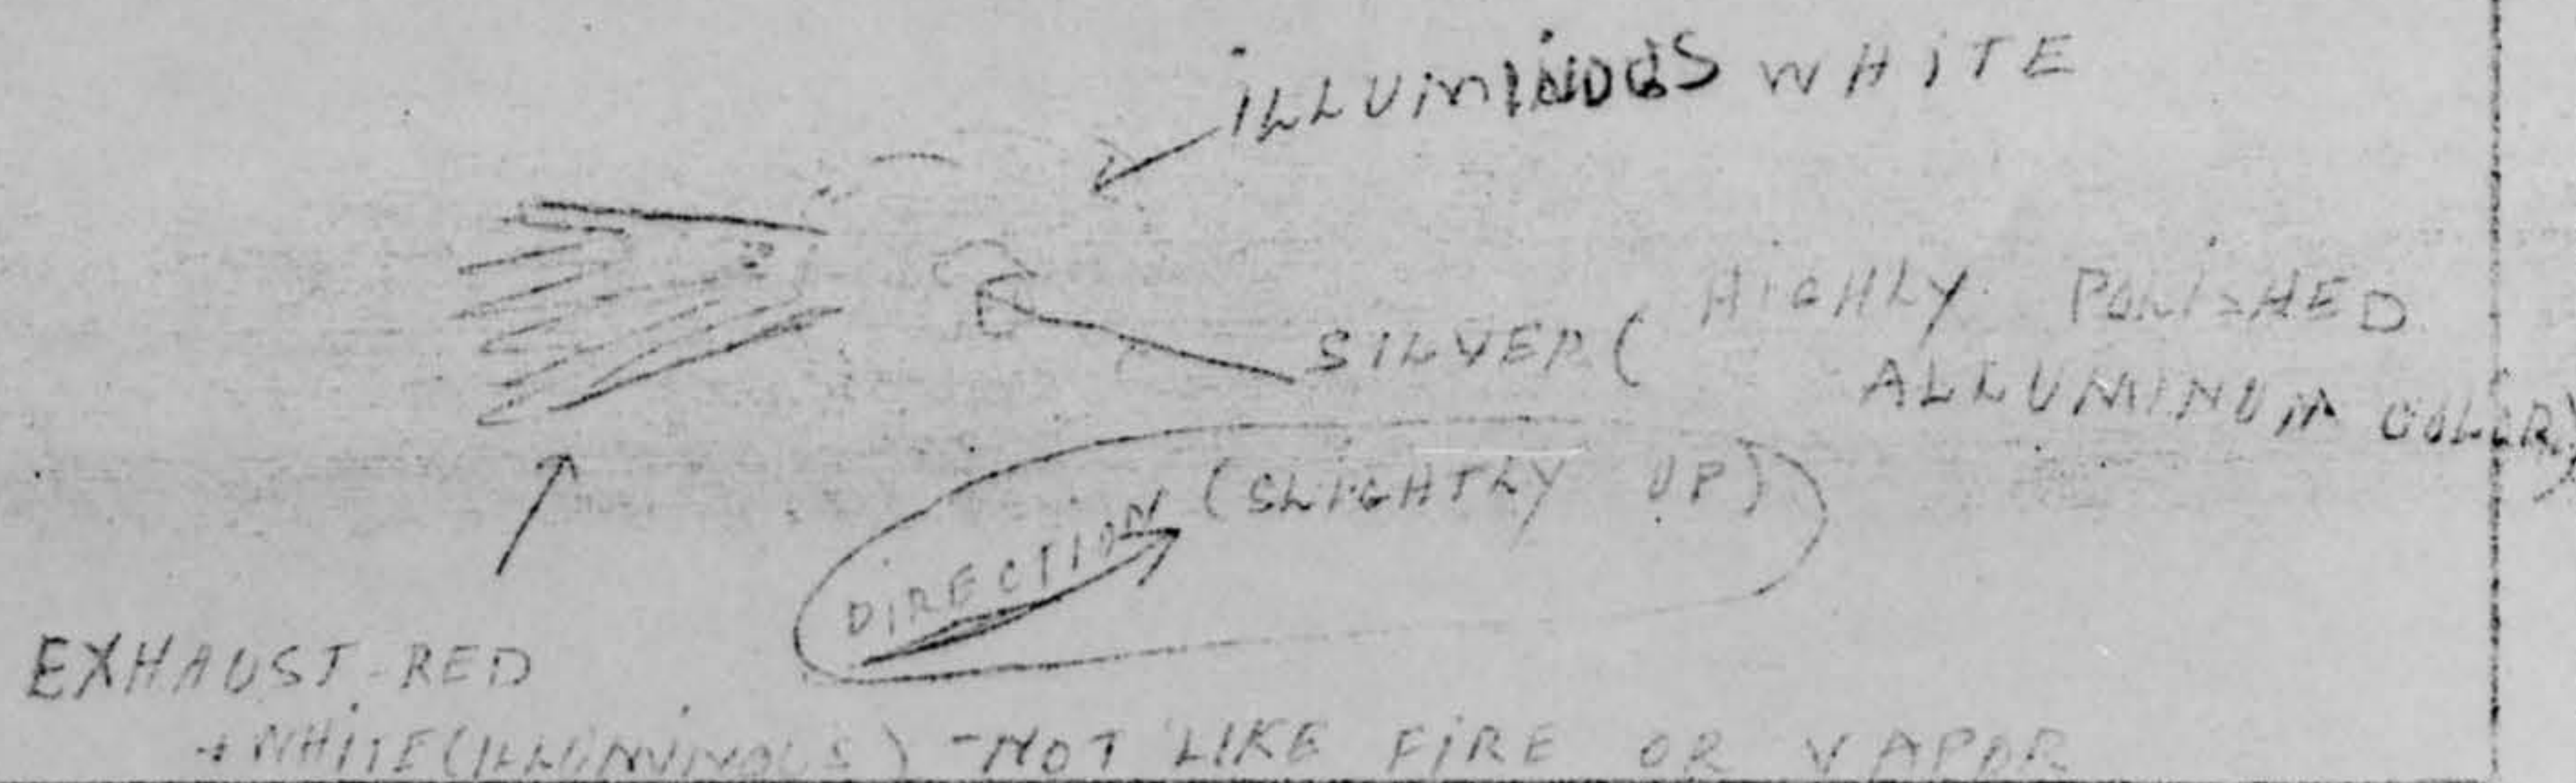 iLLUMINOUS WHiTE
HiGHLY POLiSHED
SILVER (
ALLUMINUM COLOR)
(SLIGHTLY UP)
DIRECTION
EXHAUST-RED
+ WHiTE (ILLUMINOUS) - NOT LIKE FiRE OR VAPOR